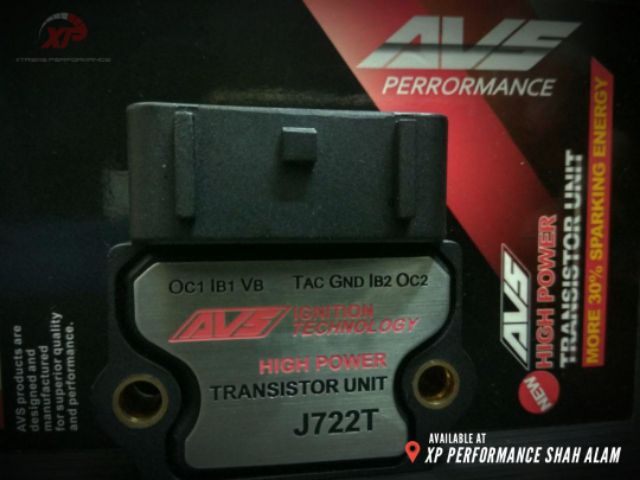 XP
XTREME PERFORMANCE
AVS
PERRORMANCE
OC1 IB1 VB TAC GND IB2 OC2
AVS IGNITION
TECHNOLOGY
HIGH POWER
TRANSISTOR UNIT
J722T
AVS
NEW
HIGH POWER
TRANSISTOR UNIT
MORE 30% SPARKING ENERGY
AVS products are
designed and
manufactured
for superior quality
and performance.
AVAILABLE AT
XP PERFORMANCE SHAH ALAM